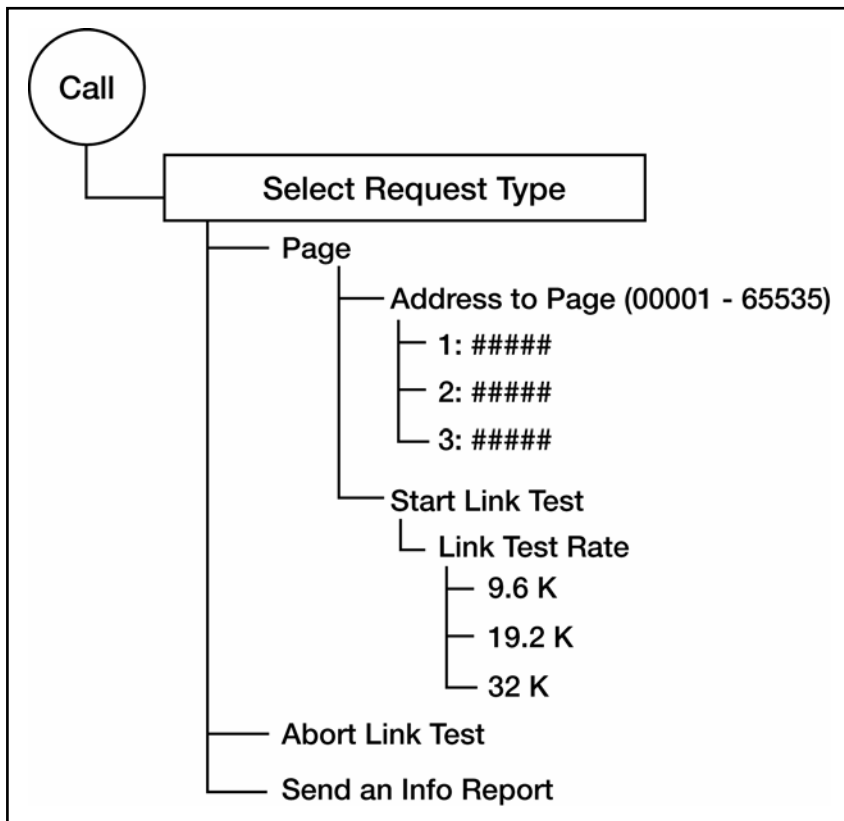 Call
Select Request Type
Page
Address to Page (00001 - 65535)
1: #####
2: #####
3: #####
Start Link Test
Link Test Rate
9.6 K
19.2 K
32 K
Abort Link Test
Send an Info Report